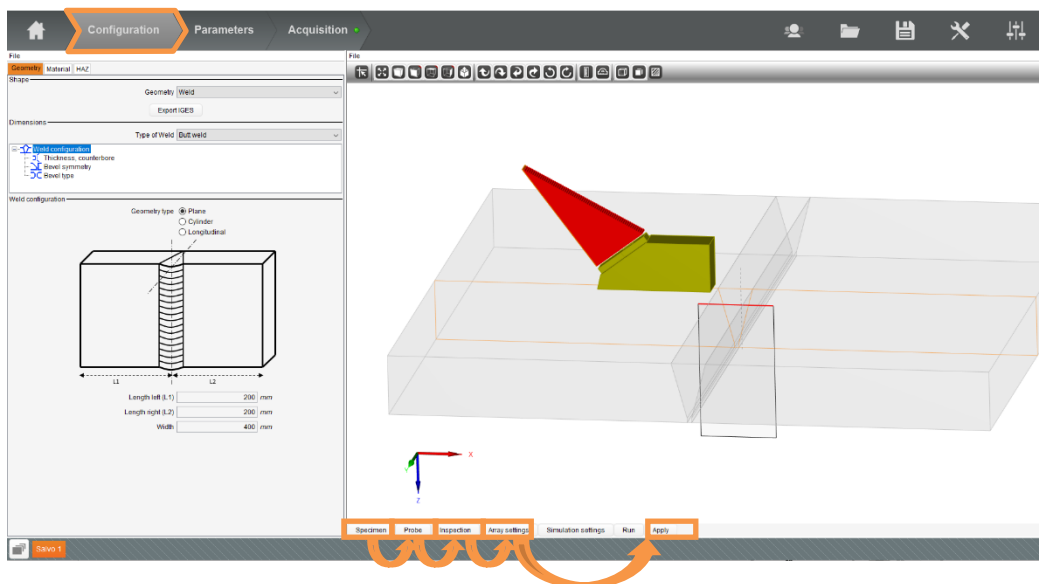 Configuration Parameters Acquisition
File
File
Geometry Material HAZ
Shape
Geometry Weld
Export IGES
Dimensions
Type of Weld Butt weld
Weld configuration
Thickness, counterbore
Bevel symmetry
Bevel type
Weld configuration
Geometry type Plane
Cylinder
Longitudinal
L1 L2
Length left (L1) 200 mm
Length right (L2) 200 mm
Width 400 mm
X
Y
Z
Specimen Probe Inspection Array settings Simulation settings Run Apply
Salvo 1